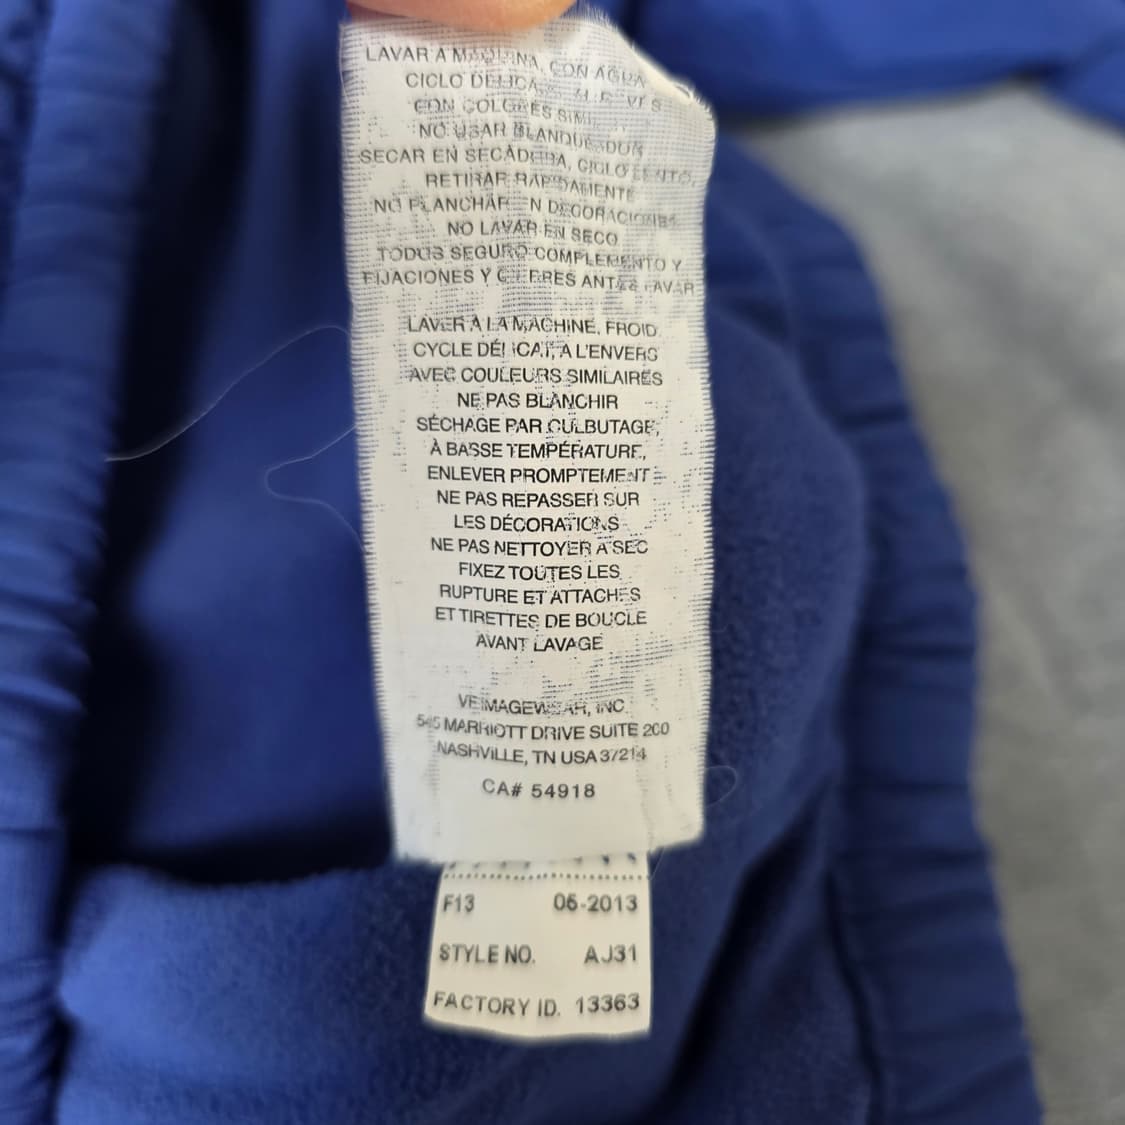 LAVAR A MAQUINA, CON AGUA
CICLO
CON COLORES
NO USAR BLANQUEADOR
SECAR EN SECADORA, CICLO LENTO,
RETIRAR RAPIDAMENTE
NO PLANCHAR EN DECORACIONES
NO LAVAR EN SECO
TODOS SEGURO COMPLEMENTO Y
FIJACIONES Y CIERRES ANTES LAVAR
LAVER À LA MACHINE, FROID,
CYCLE DÉLICAT, A L'ENVERS
AVEC COULEURS SIMILAIRES
NE PAS BLANCHIR
SÉCHAGE PAR CULBUTAGE,
À BASSE TEMPÉRATURE,
ENLEVER PROMPTEMENT
NE PAS REPASSER SUR
LES DÉCORATIONS
NE PAS NETTOYER A SEC
FIXEZ TOUTES LES
RUPTURE ET ATTACHES
ET TIRETTES DE BOUCLE
AVANT LAVAGE
VF IMAGEWEAR, INC.
545 MARRIOTT DRIVE SUITE 200
NASHVILLE, TN USA 37214
CA# 54918
F13 05-2013
STYLE NO. AJ31
FACTORY ID. 13363